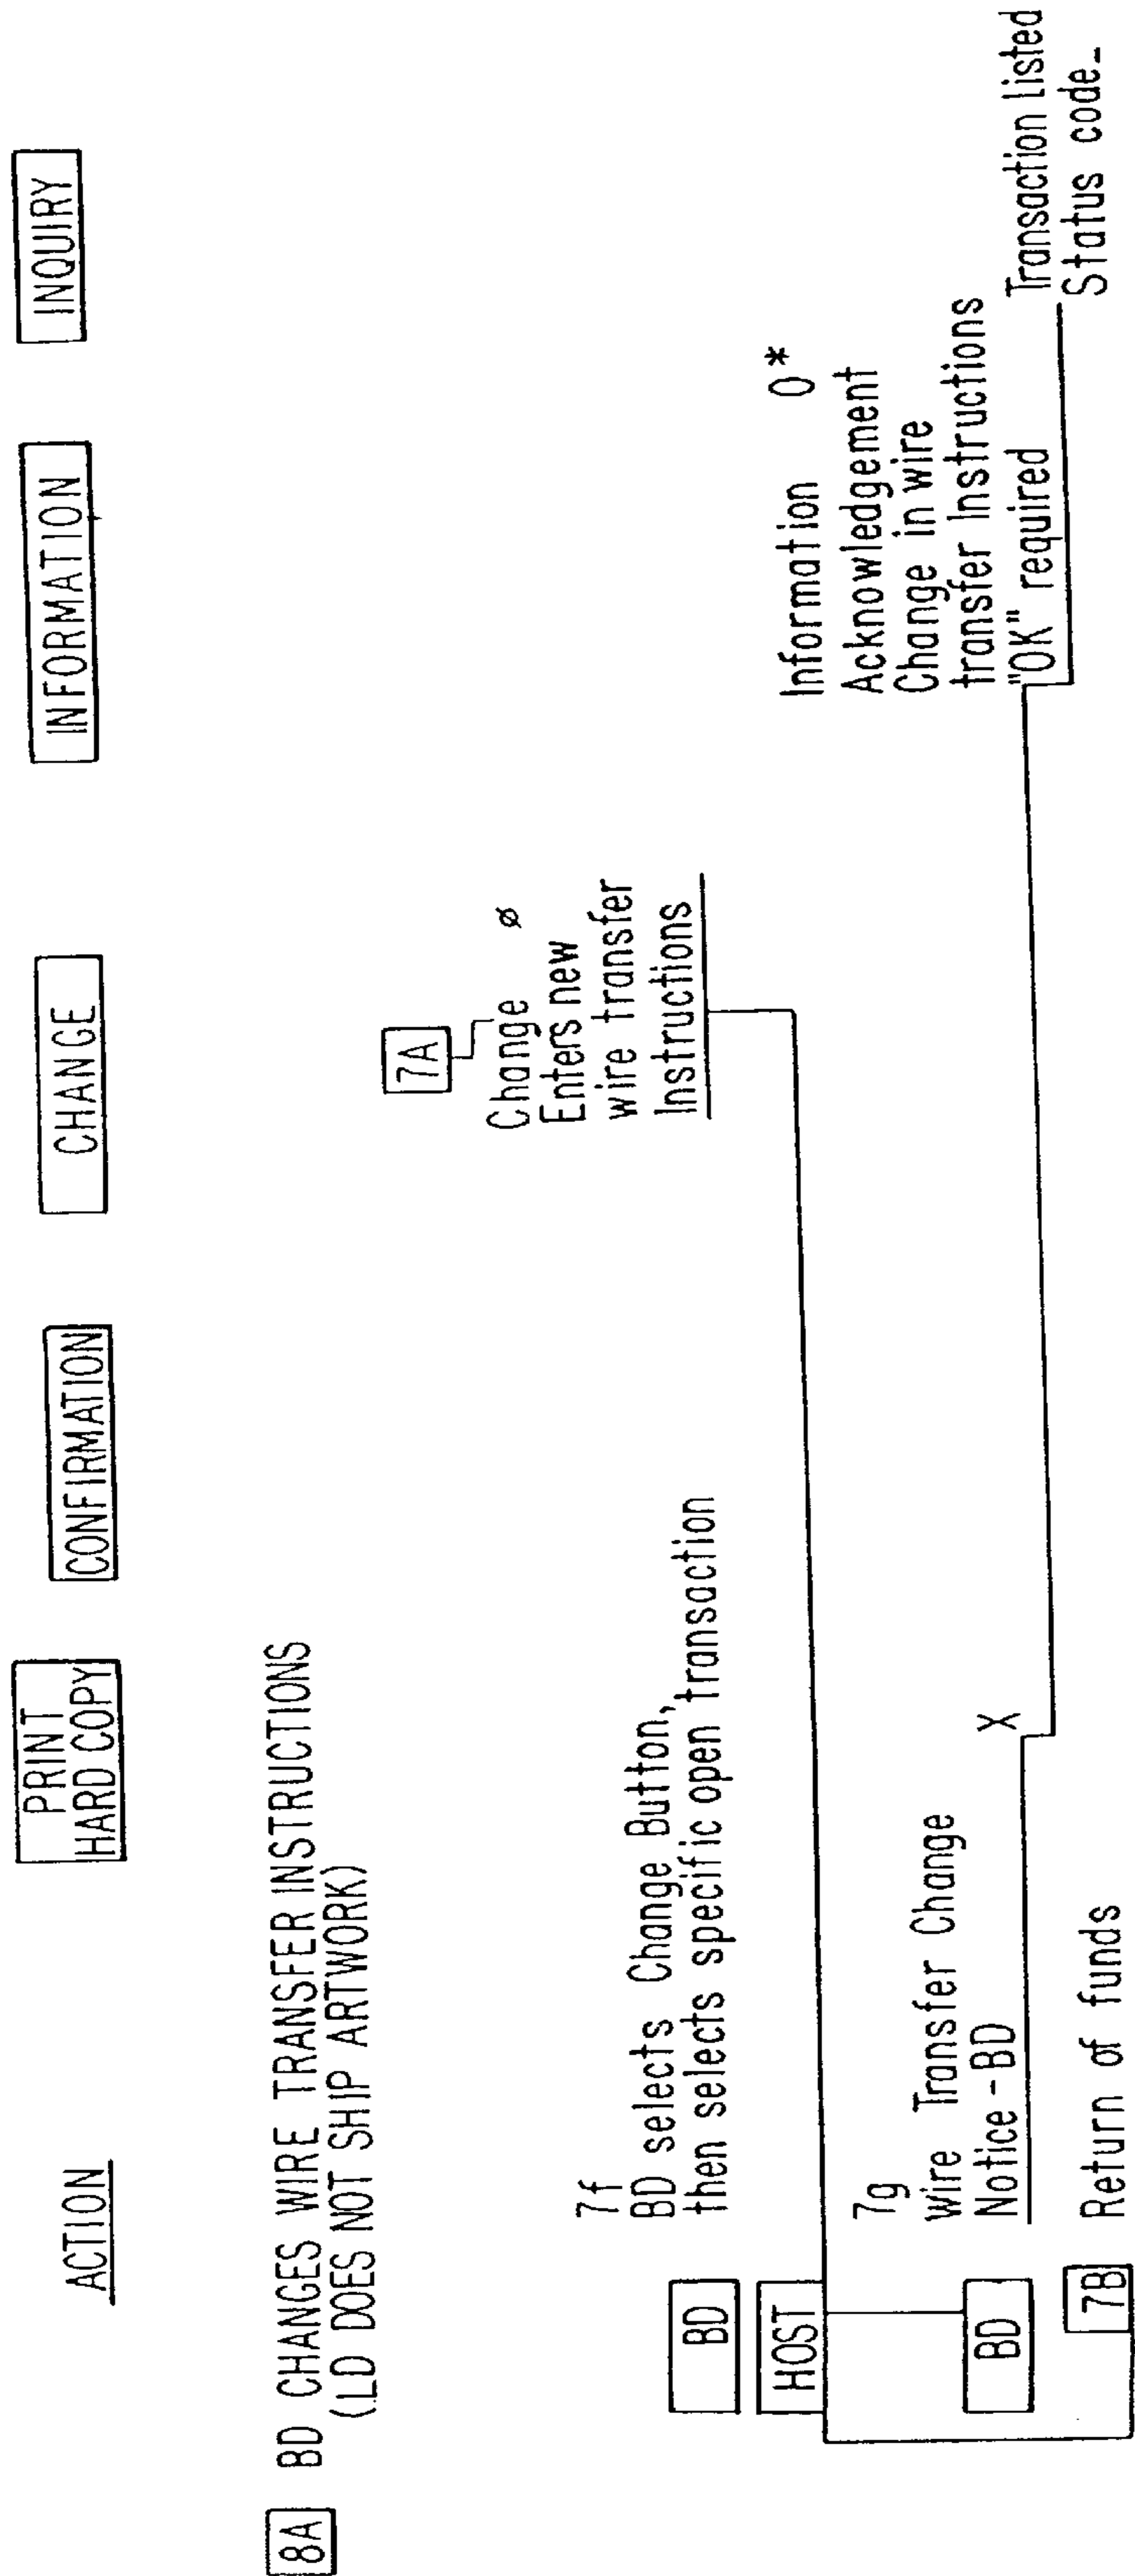 ACTION
PRINT
HARD COPY
CONFIRMATION
CHANGE
INFORMATION
INQUIRY
8A
BD CHANGES WIRE TRANSFER INSTRUCTIONS
(LD DOES NOT SHIP ARTWORK)
7A
Change ø
Enters new
wire transfer
Instructions
7f
BD selects Change Button,
then selects specific open transaction
BD
HOST
7g
Wire Transfer Change
Notice - BD
X
BD
Information O*
Acknowledgement
Change in wire
transfer Instructions
"OK" required
Transaction Listed
Status code_
7B
Return of funds